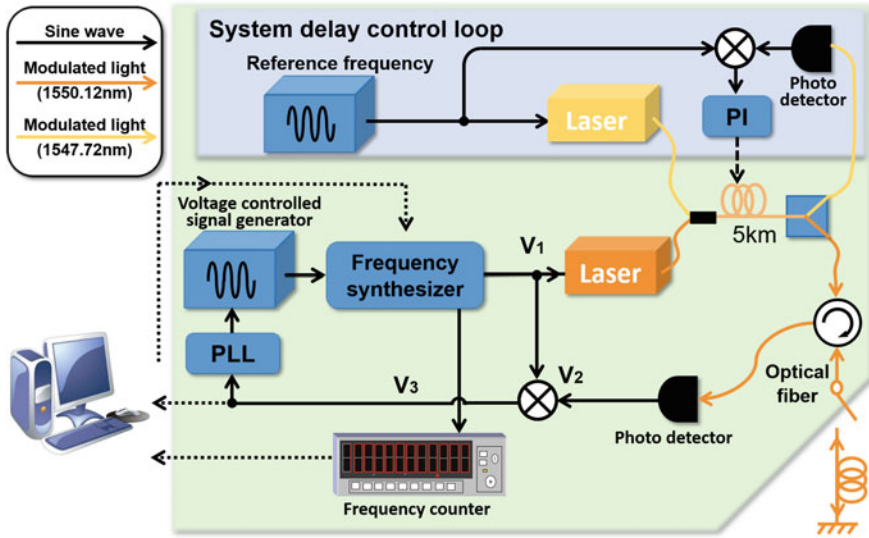 Sine wave
Modulated light
(1550.12nm)
Modulated light
(1547.72nm)
System delay control loop
Reference frequency
Laser
PI
Photo
detector
5km
Voltage controlled
signal generator
Frequency
synthesizer
V1
Laser
PLL
V3
V2
Optical
fiber
Photo detector
Frequency counter